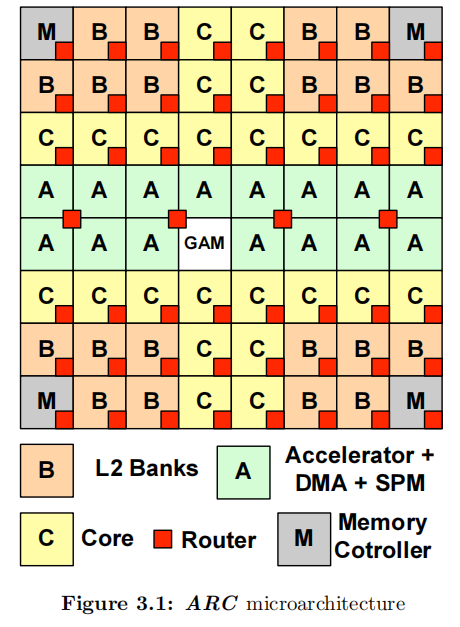 M B B C C B B M
B B B C C B B B
C C C C C C C C
A A A A A A A A
A A A GAM A A A A
C C C C C C C C
B B B C C B B B
M B B C C B B M
B L2 Banks A Accelerator +
DMA + SPM
C Core Router M Memory
Cotroller
Figure 3.1: ARC microarchitecture